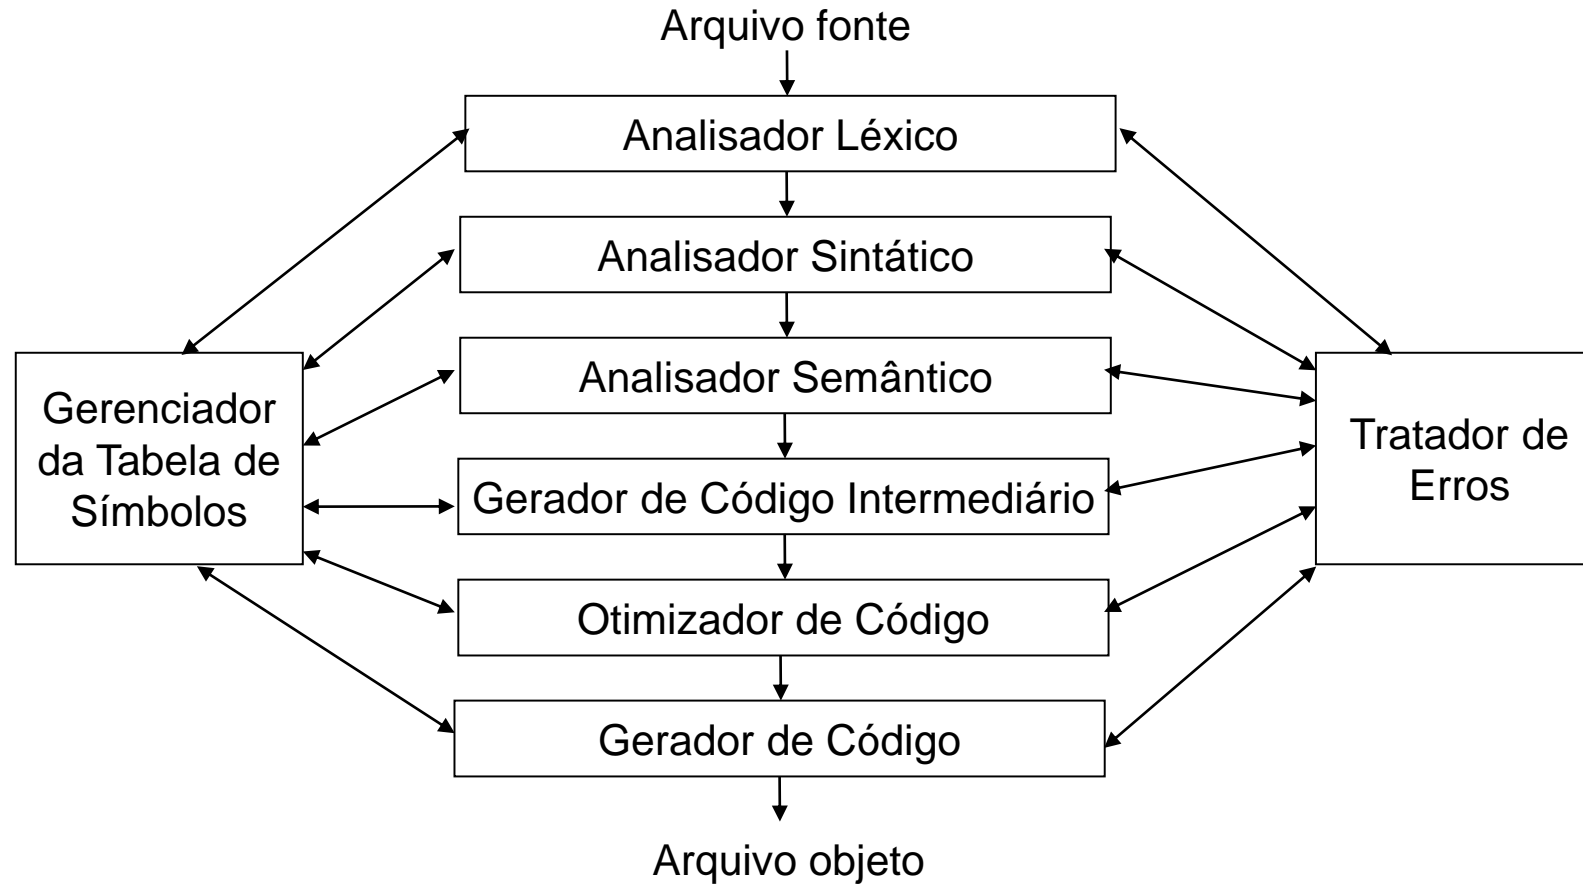 Arquivo fonte
Analisador Léxico
Analisador Sintático
Analisador Semântico
Gerenciador
da Tabela de
Símbolos
Tratador de
Erros
Gerador de Código Intermediário
Otimizador de Código
Gerador de Código
Arquivo objeto